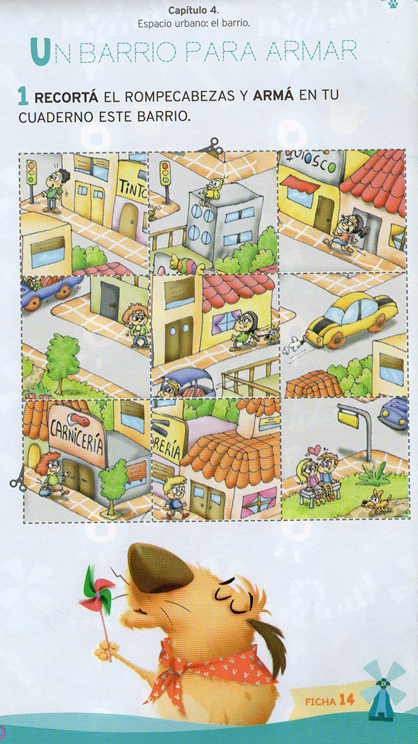 Capítulo 4.
Espacio urbano: el barrio.
UN BARRIO PARA ARMAR
1 RECORTÁ EL ROMPECABEZAS Y ARMÁ EN TU
CUADERNO ESTE BARRIO.
TINTO
QUIOSCO
CARNICERÍA
RERÍA
FICHA 14